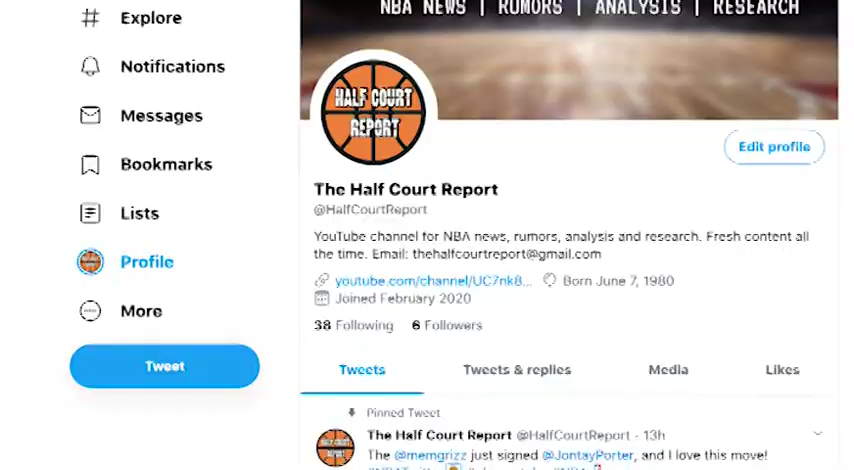 NBA NEWS | RUMORS | ANALYSIS | RESEARCH
Explore
Notifications
Messages
Bookmarks
Lists
Profile
More
Tweet
HALF COURT
REPORT
Edit profile
The Half Court Report
@HalfCourtReport
YouTube channel for NBA news, rumors, analysis and research. Fresh content all
the time. Email: thehalfcourtreport@gmail.com
youtube.com/channel/UC7nk8... Born June 7, 1980
Joined February 2020
38 Following 6 Followers
Tweets Tweets & replies Media Likes
Pinned Tweet
HALF COURT
REPORT
The Half Court Report @HalfCourtReport · 13h
The @memgrizz just signed @JontayPorter, and I love this move!